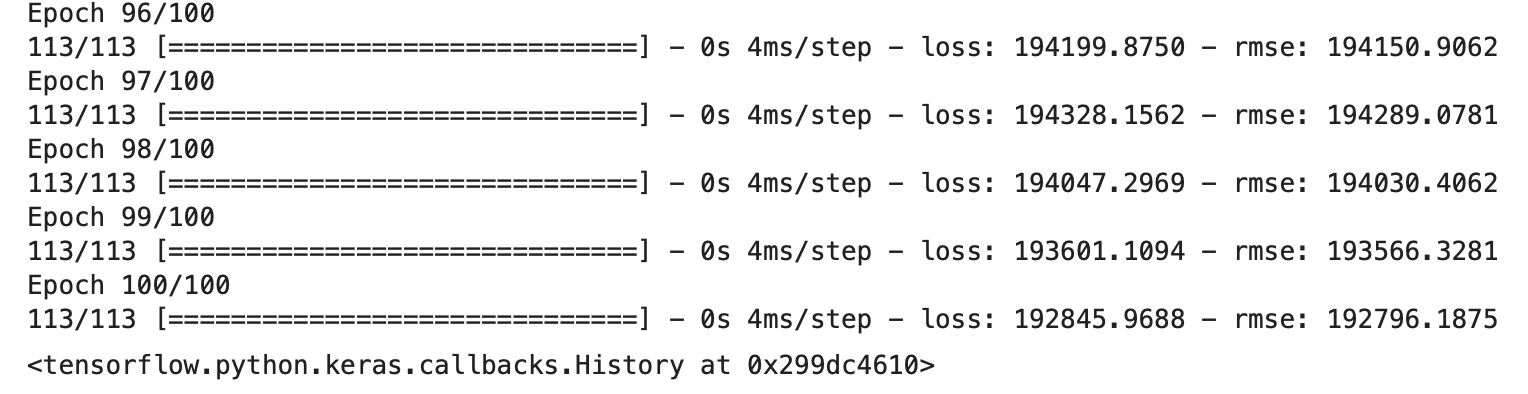 Epoch 96/100
113/113 [==============================] - 0s 4ms/step - loss: 194199.8750 - rmse: 194150.9062
Epoch 97/100
113/113 [==============================] - 0s 4ms/step - loss: 194328.1562 - rmse: 194289.0781
Epoch 98/100
113/113 [==============================] - 0s 4ms/step - loss: 194047.2969 - rmse: 194030.4062
Epoch 99/100
113/113 [==============================] - 0s 4ms/step - loss: 193601.1094 - rmse: 193566.3281
Epoch 100/100
113/113 [==============================] - 0s 4ms/step - loss: 192845.9688 - rmse: 192796.1875
<tensorflow.python.keras.callbacks.History at 0x299dc4610>